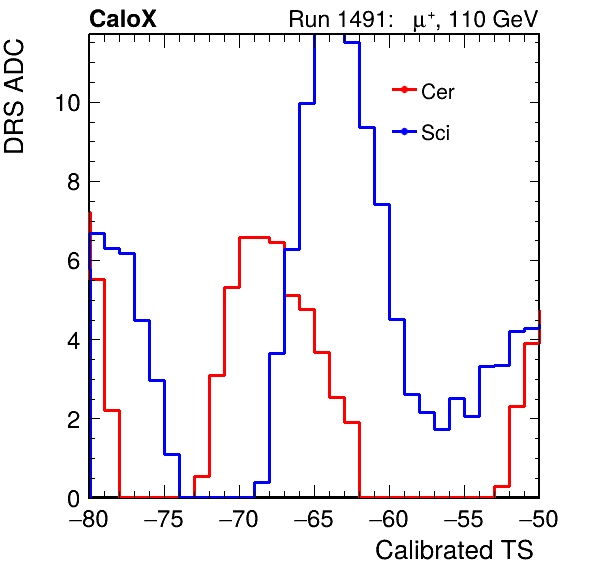 CaloX Run 1491: μ⁺, 110 GeV
DRS ADC
Cer
Sci
10
8
6
4
2
0
−80 −75 −70 −65 −60 −55 −50
Calibrated TS